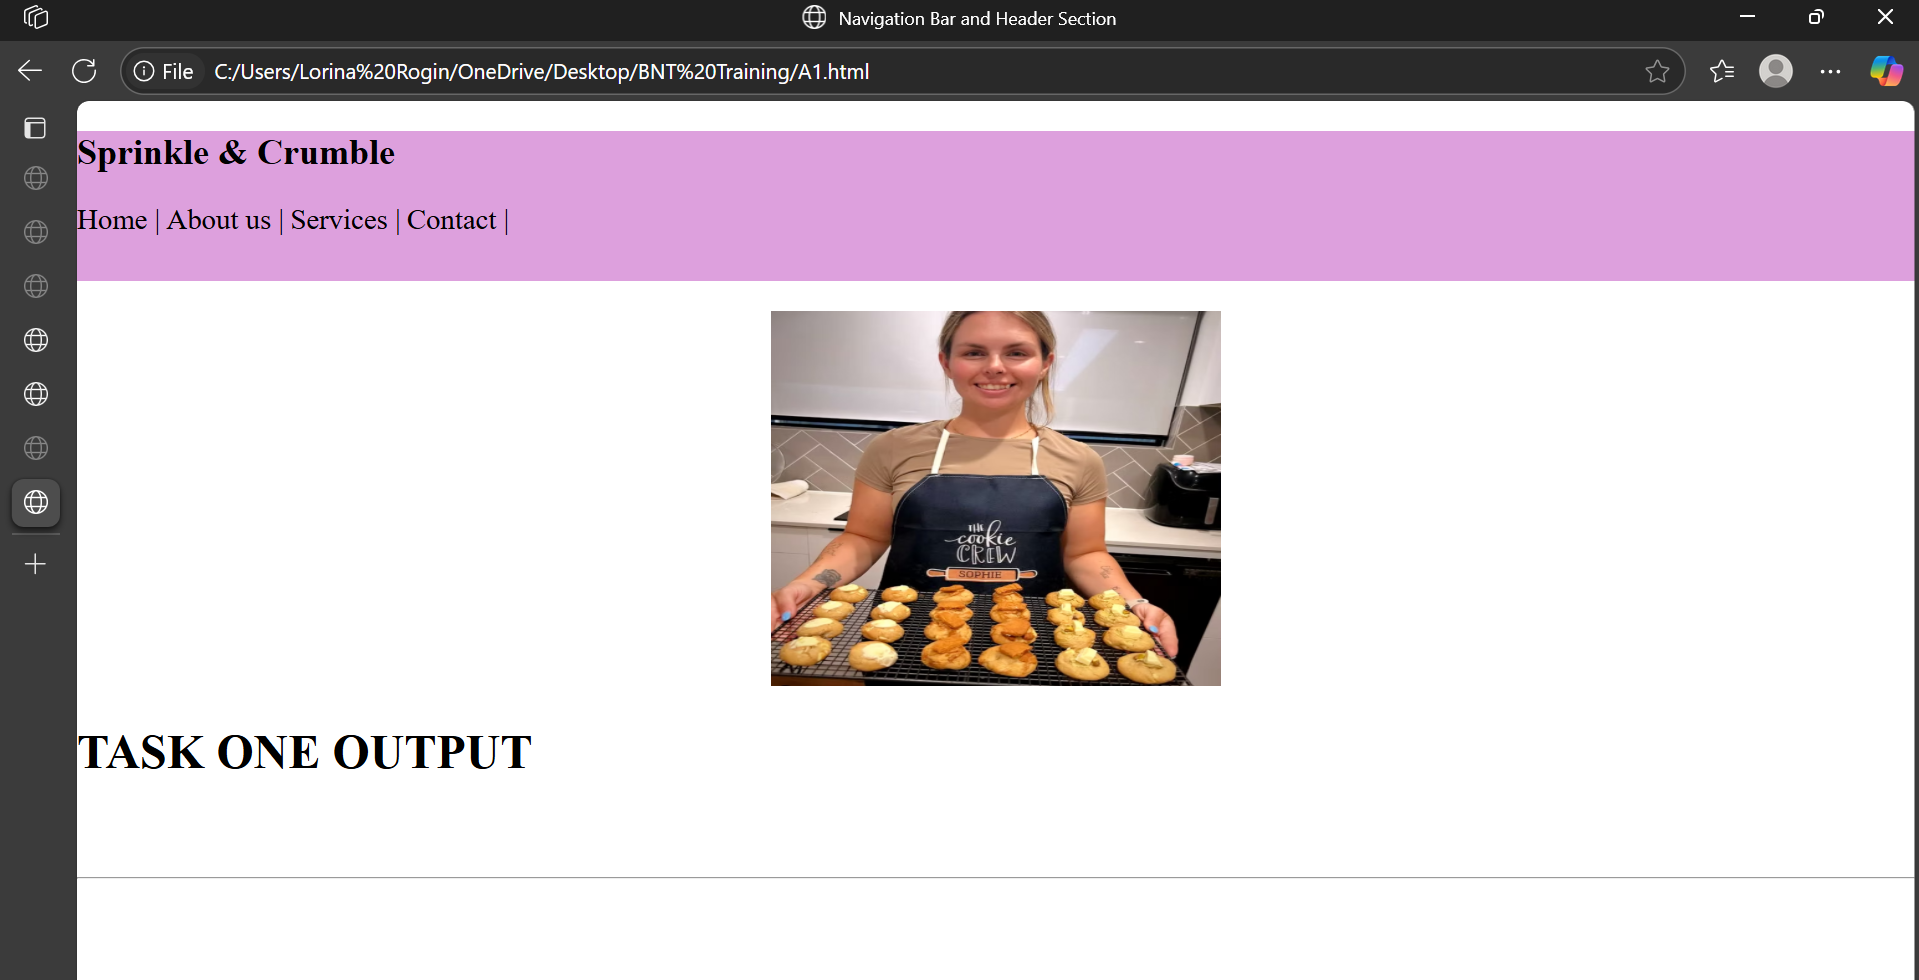 Navigation Bar and Header Section
File C:/Users/Lorina%20Rogin/OneDrive/Desktop/BNT%20Training/A1.html
Sprinkle & Crumble
Home | About us | Services | Contact |
THE
cookie
CREW
SOPHIE
TASK ONE OUTPUT